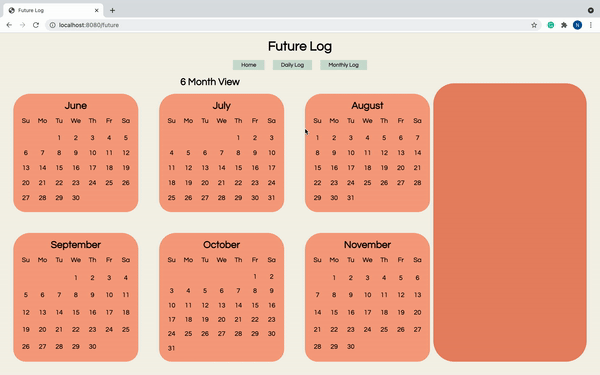 Future Log
localhost:8080/future
N
Future Log
Home Daily Log Monthly Log
6 Month View
June
Su Mo Tu We Th Fr Sa
1 2 3 4 5
6 7 8 9 10 11 12
13 14 15 16 17 18 19
20 21 22 23 24 25 26
27 28 29 30
July
Su Mo Tu We Th Fr Sa
1 2 3
4 5 6 7 8 9 10
11 12 13 14 15 16 17
18 19 20 21 22 23 24
25 26 27 28 29 30 31
August
Su Mo Tu We Th Fr Sa
1 2 3 4 5 6 7
8 9 10 11 12 13 14
15 16 17 18 19 20 21
22 23 24 25 26 27 28
29 30 31
September
Su Mo Tu We Th Fr Sa
1 2 3 4
5 6 7 8 9 10 11
12 13 14 15 16 17 18
19 20 21 22 23 24 25
26 27 28 29 30
October
Su Mo Tu We Th Fr Sa
1 2
3 4 5 6 7 8 9
10 11 12 13 14 15 16
17 18 19 20 21 22 23
24 25 26 27 28 29 30
31
November
Su Mo Tu We Th Fr Sa
1 2 3 4 5 6
7 8 9 10 11 12 13
14 15 16 17 18 19 20
21 22 23 24 25 26 27
28 29 30